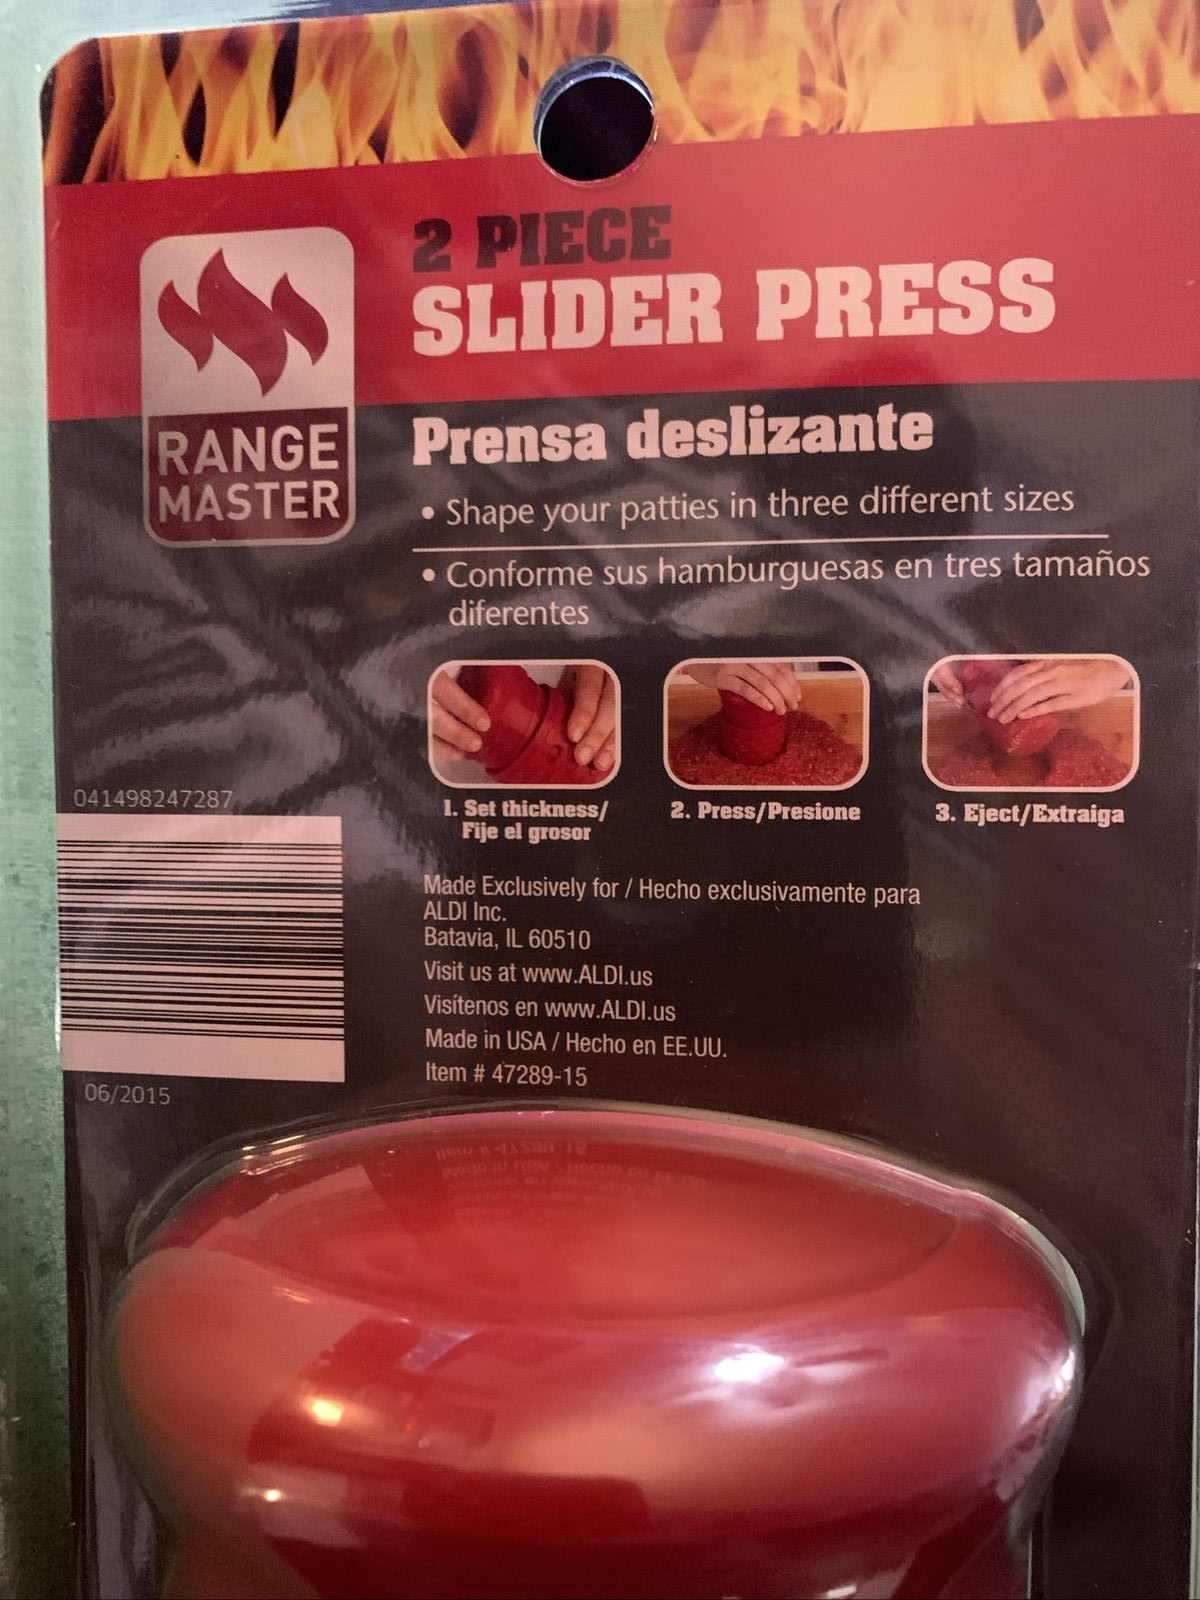 2 PIECE
SLIDER PRESS
RANGE
MASTER
Prensa deslizante
• Shape your patties in three different sizes
• Conforme sus hamburguesas en tres tamaños
diferentes
1. Set thickness/
Fije el grosor
2. Press/Presione
3. Eject/Extraiga
041498247287
06/2015
Made Exclusively for / Hecho exclusivamente para
ALDI Inc.
Batavia, IL 60510
Visit us at www.ALDI.us
Visítenos en www.ALDI.us
Made in USA / Hecho en EE.UU.
Item # 47289-15